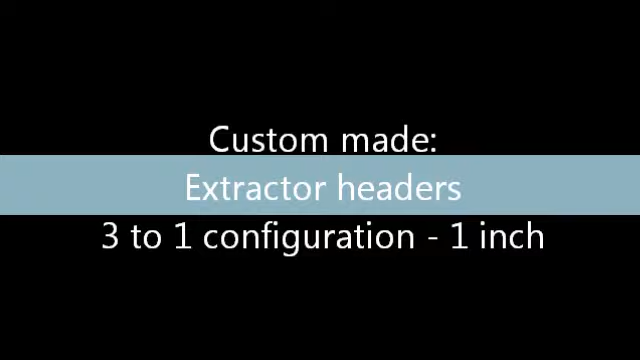 Custom made:
Extractor headers
3 to 1 configuration - 1 inch